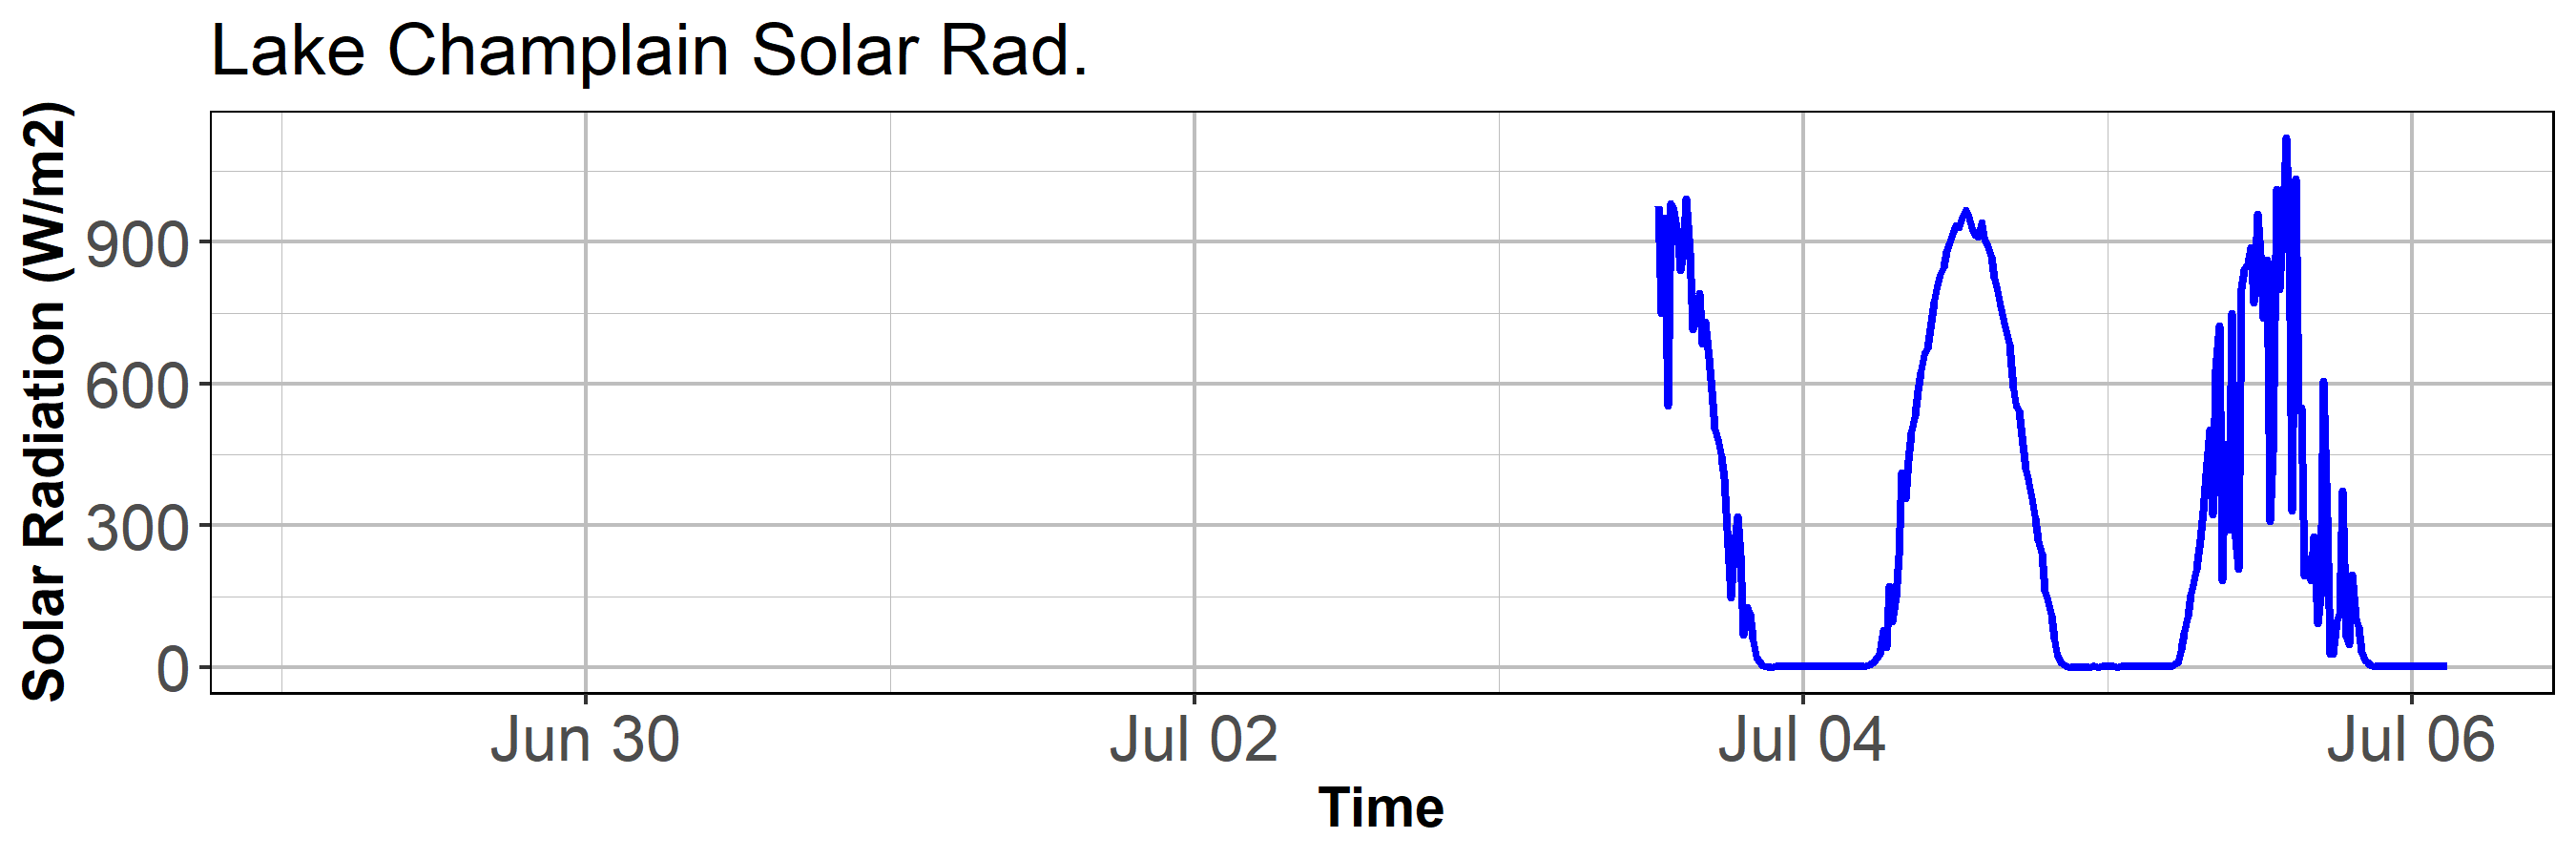 Lake Champlain Solar Rad.
Solar Radiation (W/m2)
900
600
300
0
Jun 30
Jul 02
Jul 04
Jul 06
Time